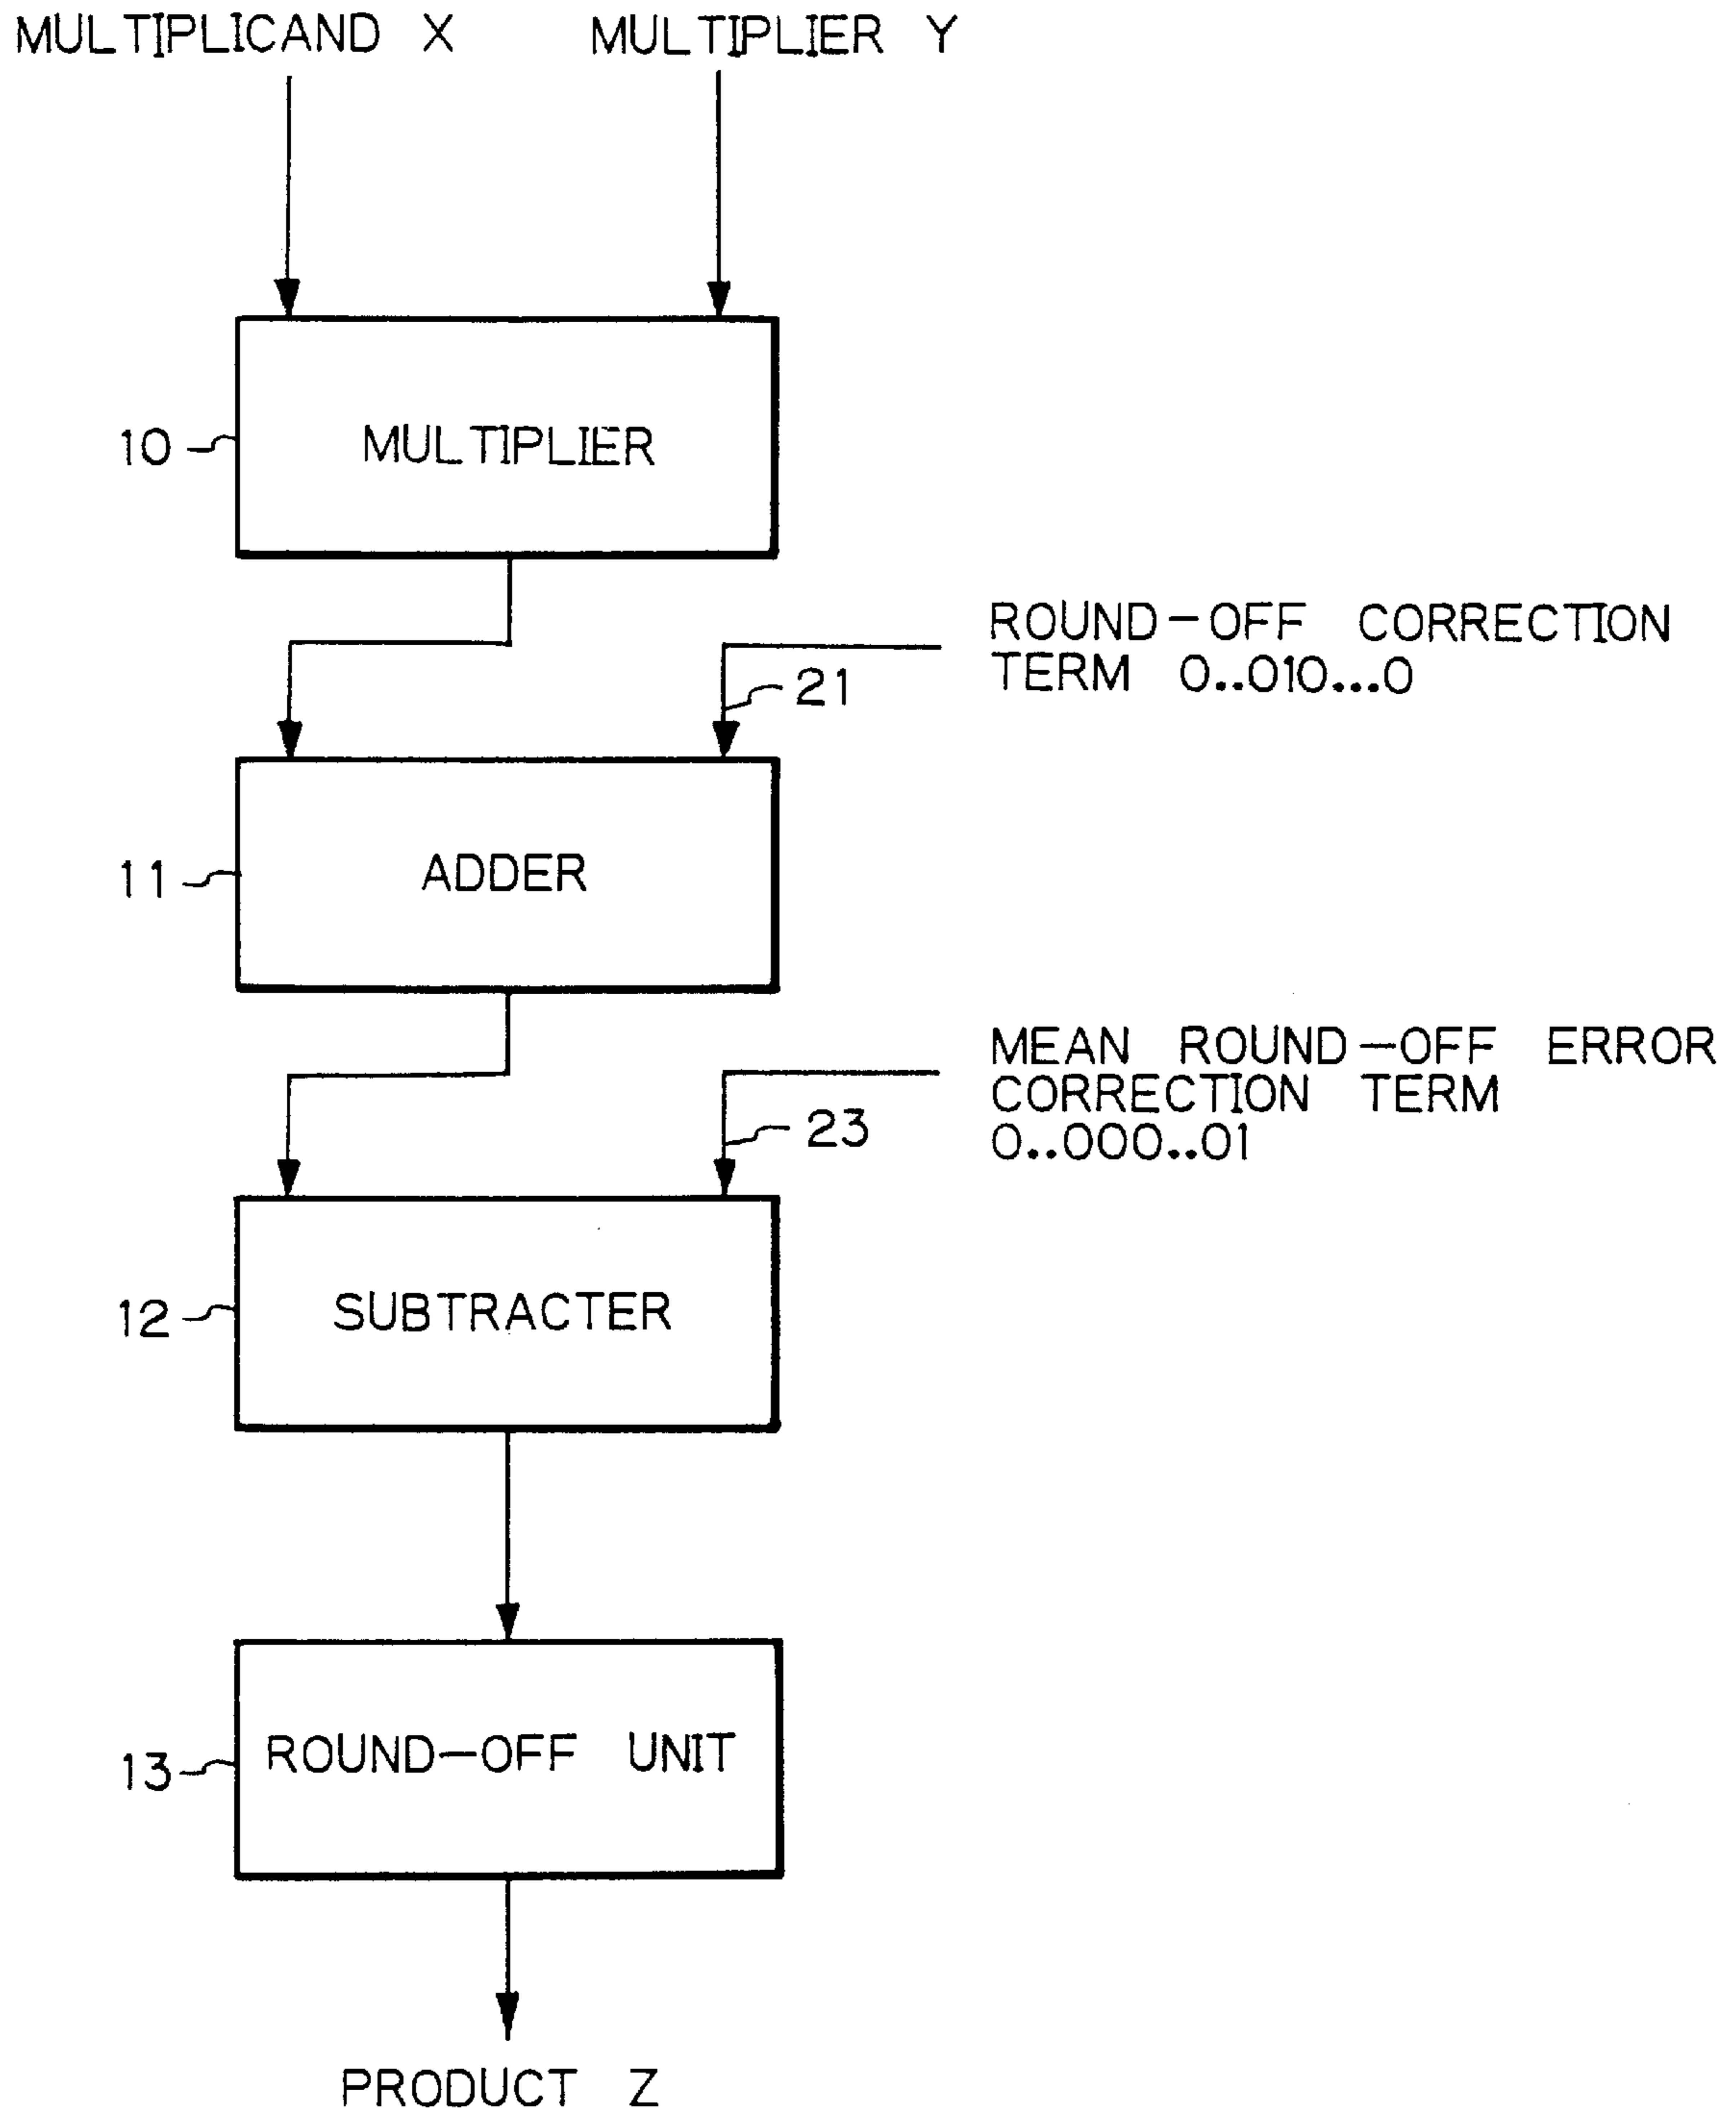 MULTIPLICAND X MULTIPLIER Y
10 MULTIPLIER
ROUND-OFF CORRECTION
TERM 0..010...0
21
11 ADDER
MEAN ROUND-OFF ERROR
CORRECTION TERM
0..000..01
23
12 SUBTRACTER
13 ROUND-OFF UNIT
PRODUCT Z